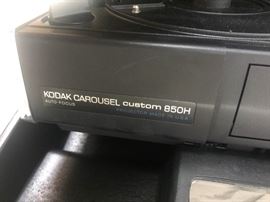 KODAK CAROUSEL custom 850H
AUTO-FOCUS PROJECTOR MADE IN U.S.A.